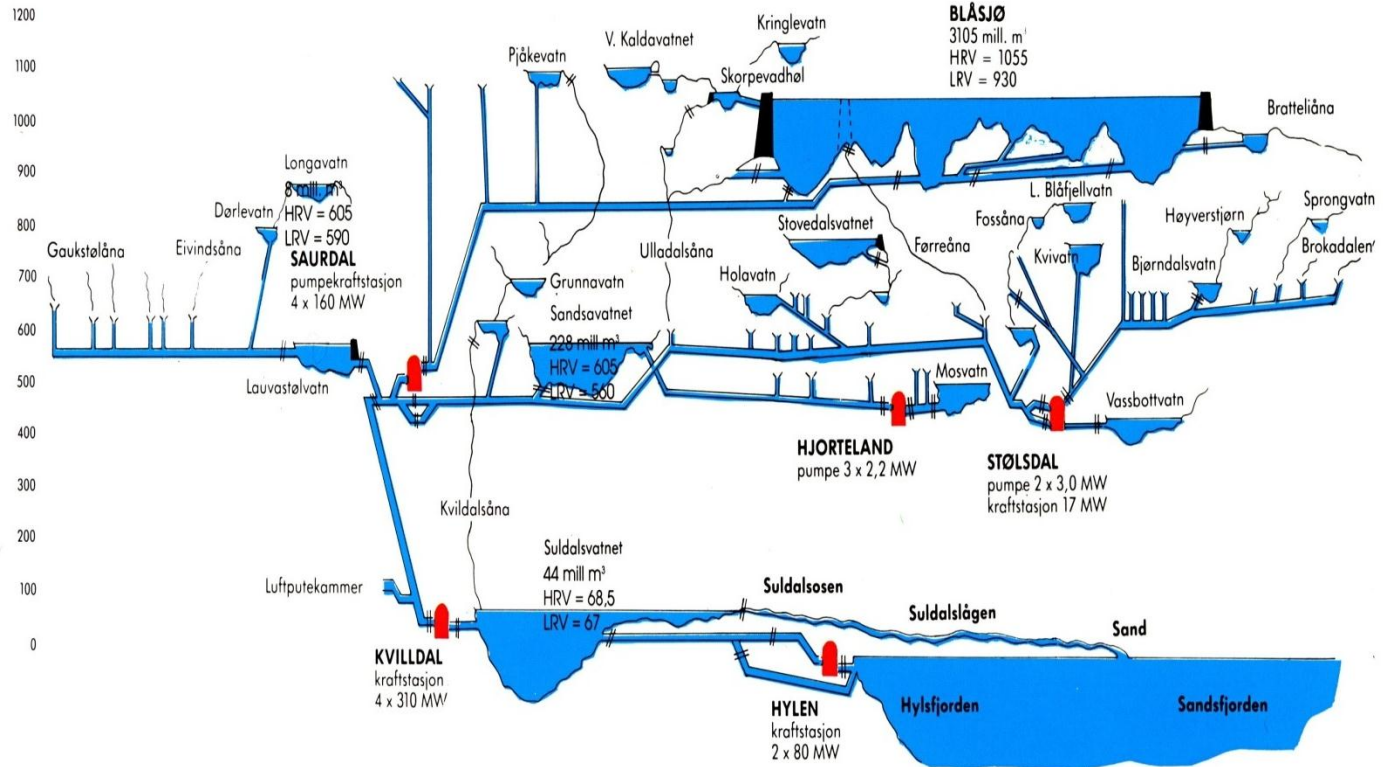 1200
1100
1000
900
800
700
600
500
400
300
200
100
0
BLÅSJØ
3105 mill. m³
HRV = 1055
LRV = 930
Kringlevatn
V. Kaldavatnet
Pjåkevatn
Skorpevadhøl
Bratteliåna
Longavatn
8 mill. m³
HRV = 605
LRV = 590
SAURDAL
pumpekraftstasjon
4 x 160 MW
Dørlevatn
Gaukstølåna
Eivindsåna
Lauvastølvatn
Grunnavatn
Sandsavatnet
228 mill m³
HRV = 605
LRV = 560
Ulladalsåna
Stovedalsvatnet
Holavatn
Førreåna
L. Blåfjellvatn
Fossåna
Kvivatn
Høyverstjørn
Sprongvatn
Bjørndalsvatn
Brokadalen
Mosvatn
Vassbottvatn
HJORTELAND
pumpe 3 x 2,2 MW
STØLSDAL
pumpe 2 x 3,0 MW
kraftstasjon 17 MW
Kvildalsåna
Luftputekammer
Suldalsvatnet
44 mill m³
HRV = 68,5
LRV = 67
Suldalsosen
Suldalslågen
Sand
KVILLDAL
kraftstasjon
4 x 310 MW
HYLEN
kraftstasjon
2 x 80 MW
Hylsfjorden
Sandsfjorden